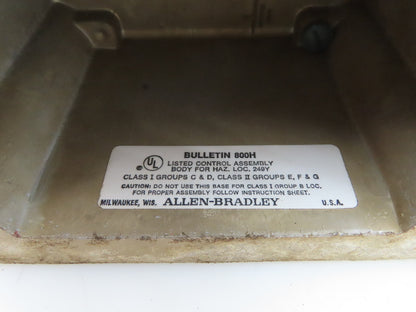 BULLETIN 800H
UL LISTED CONTROL ASSEMBLY
BODY FOR HAZ. LOC. 249Y
CLASS I GROUPS C & D, CLASS II GROUPS E, F & G
CAUTION: DO NOT USE THIS BASE FOR CLASS I GROUP B LOC.
FOR PROPER ASSEMBLY FOLLOW INSTRUCTION SHEET.
MILWAUKEE, WIS. ALLEN-BRADLEY U.S.A.